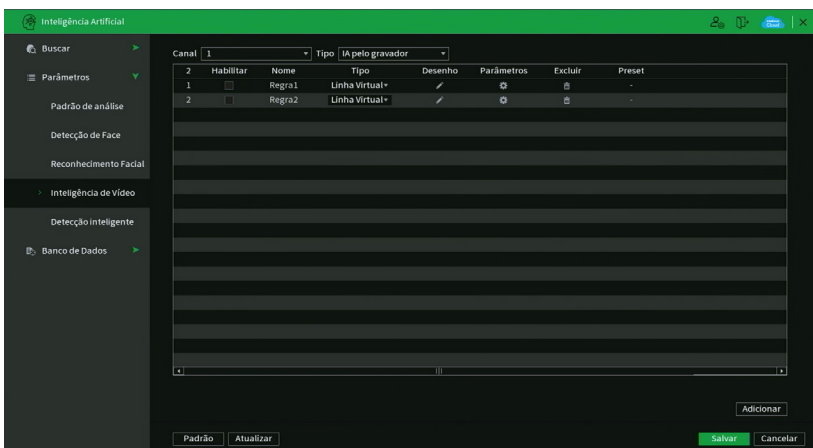 Inteligência Artificial
Buscar
Parâmetros
Padrão de análise
Detecção de Face
Reconhecimento Facial
Inteligência de Vídeo
Detecção inteligente
Banco de Dados
Canal 1 Tipo IA pelo gravador
2 Habilitar Nome Tipo Desenho Parâmetros Excluir Preset
1 Regra1 Linha Virtual -
2 Regra2 Linha Virtual -
Adicionar
Padrão Atualizar Salvar Cancelar